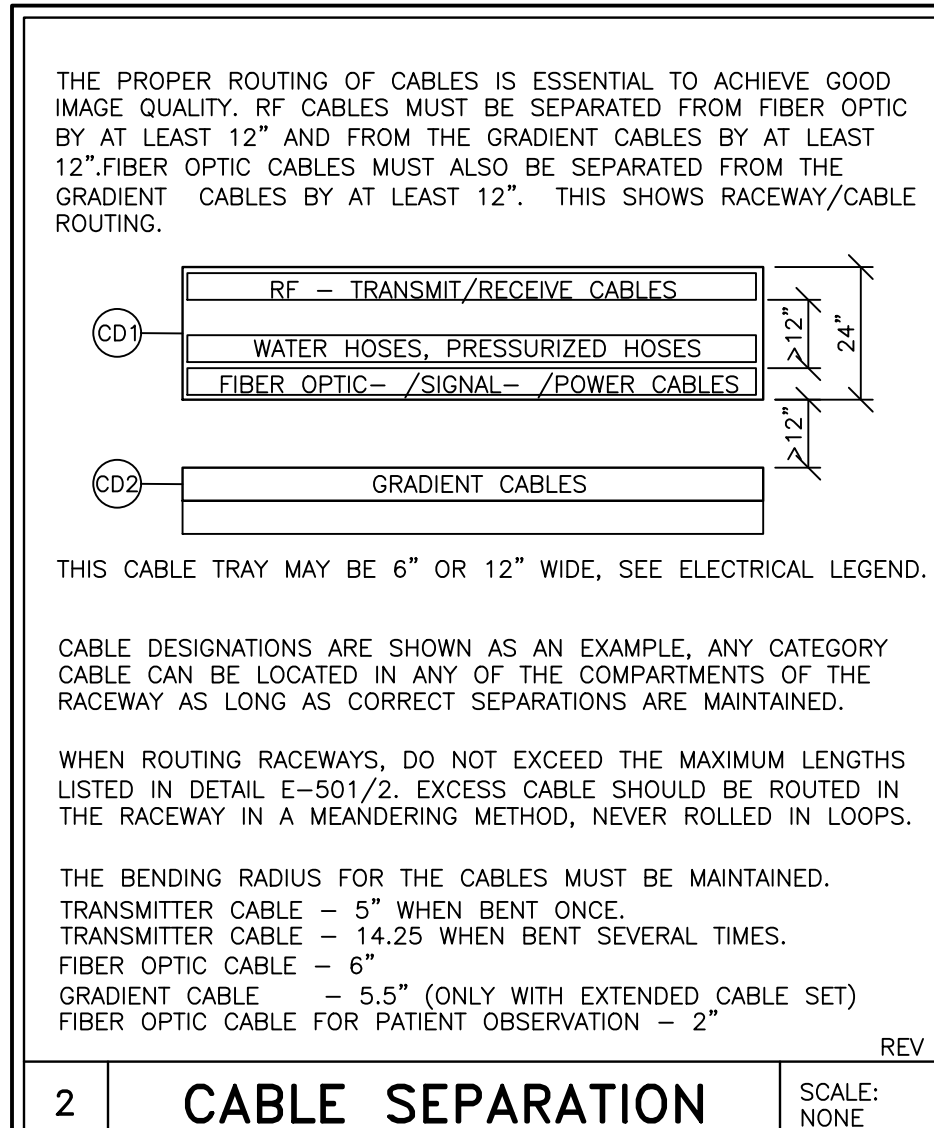 THE PROPER ROUTING OF CABLES IS ESSENTIAL TO ACHIEVE GOOD
IMAGE QUALITY. RF CABLES MUST BE SEPARATED FROM FIBER OPTIC
BY AT LEAST 12" AND FROM THE GRADIENT CABLES BY AT LEAST
12".FIBER OPTIC CABLES MUST ALSO BE SEPARATED FROM THE
GRADIENT CABLES BY AT LEAST 12". THIS SHOWS RACEWAY/CABLE
ROUTING.
RF – TRANSMIT/RECEIVE CABLES
CD1
WATER HOSES, PRESSURIZED HOSES
FIBER OPTIC– /SIGNAL– /POWER CABLES
>12"
24"
>12"
CD2
GRADIENT CABLES
THIS CABLE TRAY MAY BE 6" OR 12" WIDE, SEE ELECTRICAL LEGEND.
CABLE DESIGNATIONS ARE SHOWN AS AN EXAMPLE, ANY CATEGORY
CABLE CAN BE LOCATED IN ANY OF THE COMPARTMENTS OF THE
RACEWAY AS LONG AS CORRECT SEPARATIONS ARE MAINTAINED.
WHEN ROUTING RACEWAYS, DO NOT EXCEED THE MAXIMUM LENGTHS
LISTED IN DETAIL E–501/2. EXCESS CABLE SHOULD BE ROUTED IN
THE RACEWAY IN A MEANDERING METHOD, NEVER ROLLED IN LOOPS.
THE BENDING RADIUS FOR THE CABLES MUST BE MAINTAINED.
TRANSMITTER CABLE – 5" WHEN BENT ONCE.
TRANSMITTER CABLE – 14.25 WHEN BENT SEVERAL TIMES.
FIBER OPTIC CABLE – 6"
GRADIENT CABLE – 5.5" (ONLY WITH EXTENDED CABLE SET)
FIBER OPTIC CABLE FOR PATIENT OBSERVATION – 2"
REV
2
CABLE SEPARATION
SCALE:
NONE